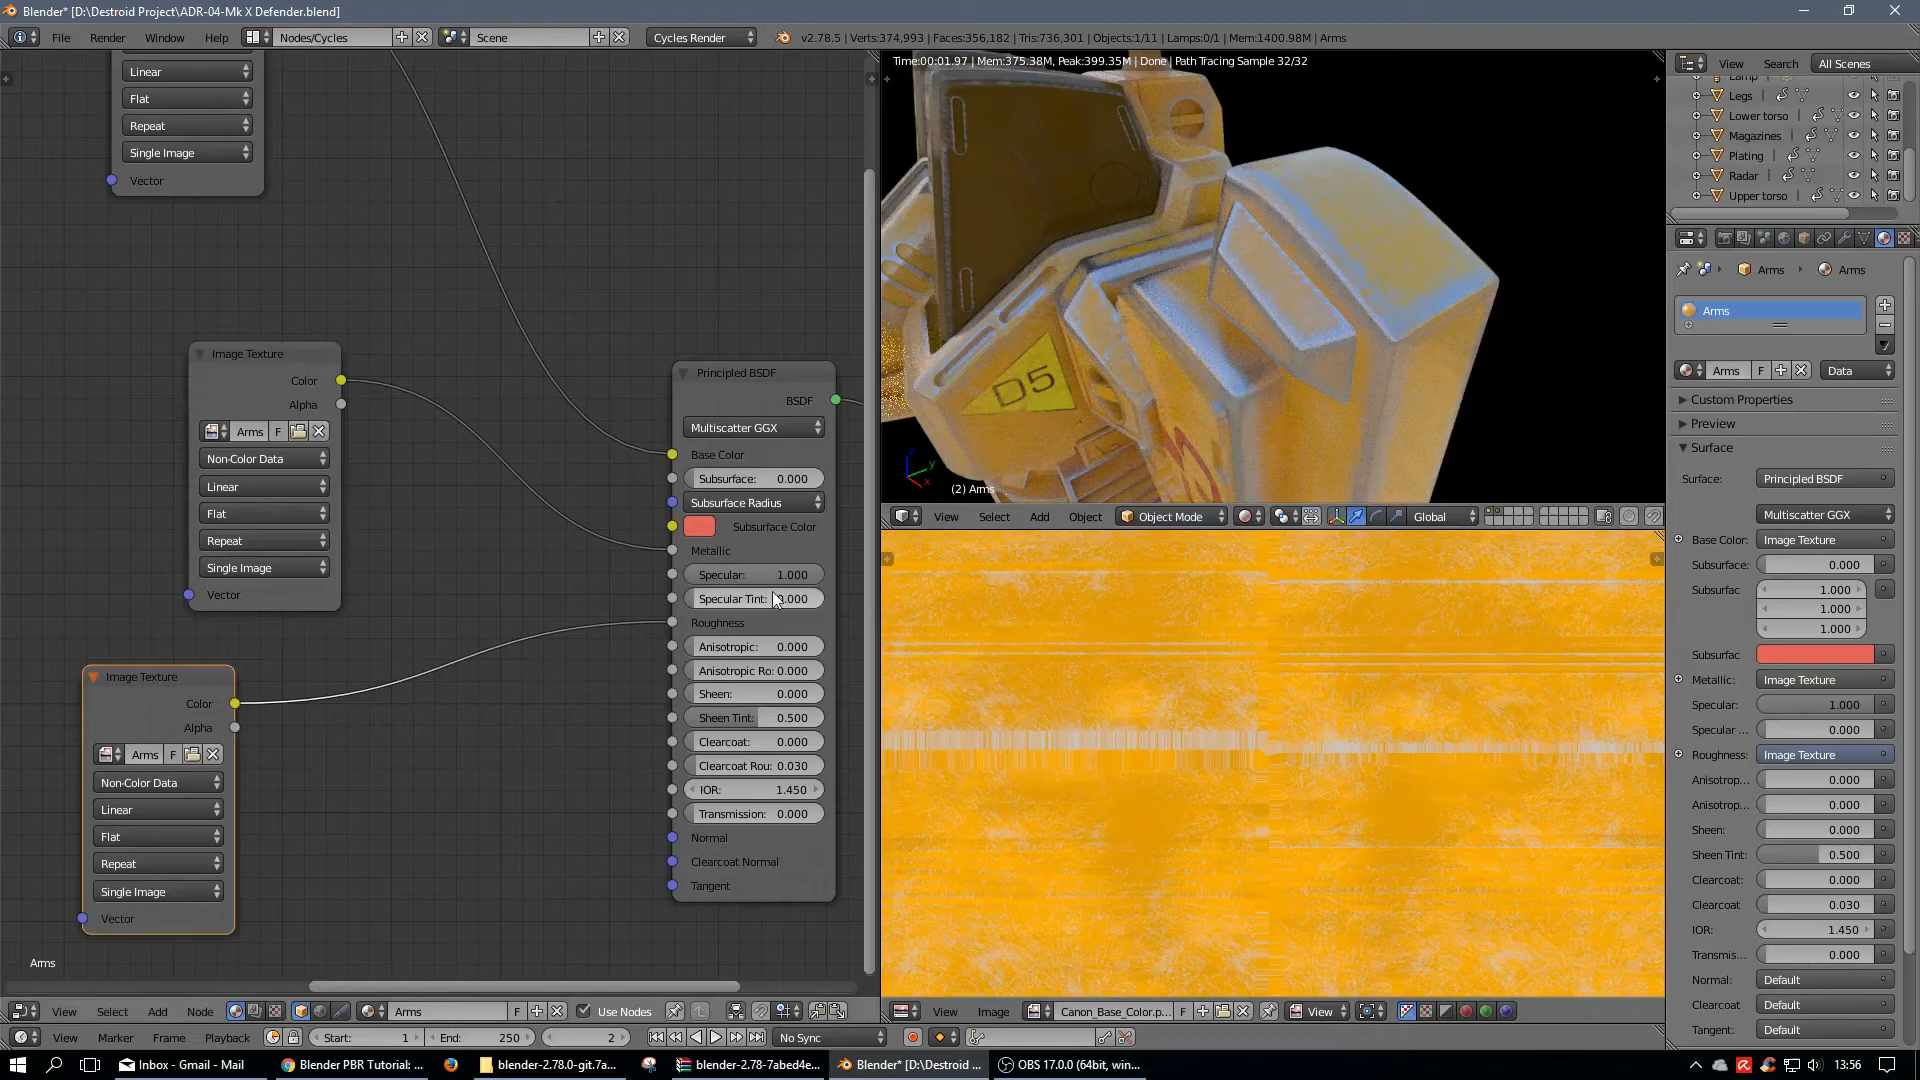 Blender* [D:\Destroid Project\ADR-04-Mk X Defender.blend]
File Render Window Help Nodes/Cycles Scene Cycles Render v2.78.5 | Verts:374,993 | Faces:356,182 | Tris:736,301 | Objects:1/11 | Lamps:0/1 | Mem:1400.98M | Arms
Linear
Flat
Repeat
Single Image
Vector
Image Texture
Color
Alpha
Arms F
Non-Color Data
Linear
Flat
Repeat
Single Image
Vector
Image Texture
Color
Alpha
Arms F
Non-Color Data
Linear
Flat
Repeat
Single Image
Vector
Arms
Principled BSDF
BSDF
Multiscatter GGX
Base Color
Subsurface: 0.000
Subsurface Radius
Subsurface Color
Metallic
Specular: 1.000
Specular Tint: .000
Roughness
Anisotropic: 0.000
Anisotropic Ro: 0.000
Sheen: 0.000
Sheen Tint: 0.500
Clearcoat: 0.000
Clearcoat Rou: 0.030
IOR: 1.450
Transmission: 0.000
Normal
Clearcoat Normal
Tangent
View Select Add Node Arms F Use Nodes
Time:00:01.97 | Mem:375.38M, Peak:399.35M | Done | Path Tracing Sample 32/32
D5
z
y
x
(2) Arms
View Select Add Object Object Mode Global
View Image Canon_Base_Color.p... F View
View Search All Scenes
Lamp
Legs
Lower torso
Magazines
Plating
Radar
Upper torso
Arms Arms
Arms
Arms F Data
Custom Properties
Preview
Surface
Surface: Principled BSDF
Multiscatter GGX
Base Color: Image Texture
Subsurface: 0.000
Subsurfac 1.000
1.000
1.000
Subsurfac
Metallic: Image Texture
Specular: 1.000
Specular ... 0.000
Roughness: Image Texture
Anisotrop... 0.000
Anisotrop... 0.000
Sheen: 0.000
Sheen Tint: 0.500
Clearcoat: 0.000
Clearcoat 0.030
IOR: 1.450
Transmis... 0.000
Normal: Default
Clearcoat Default
Tangent: Default
View Marker Frame Playback Start: 1 End: 250 2 No Sync
Inbox - Gmail - Mail Blender PBR Tutorial: ... blender-2.78.0-git.7a... blender-2.78-7abed4e... Blender* [D:\Destroid ... OBS 17.0.0 (64bit, win... 13:56